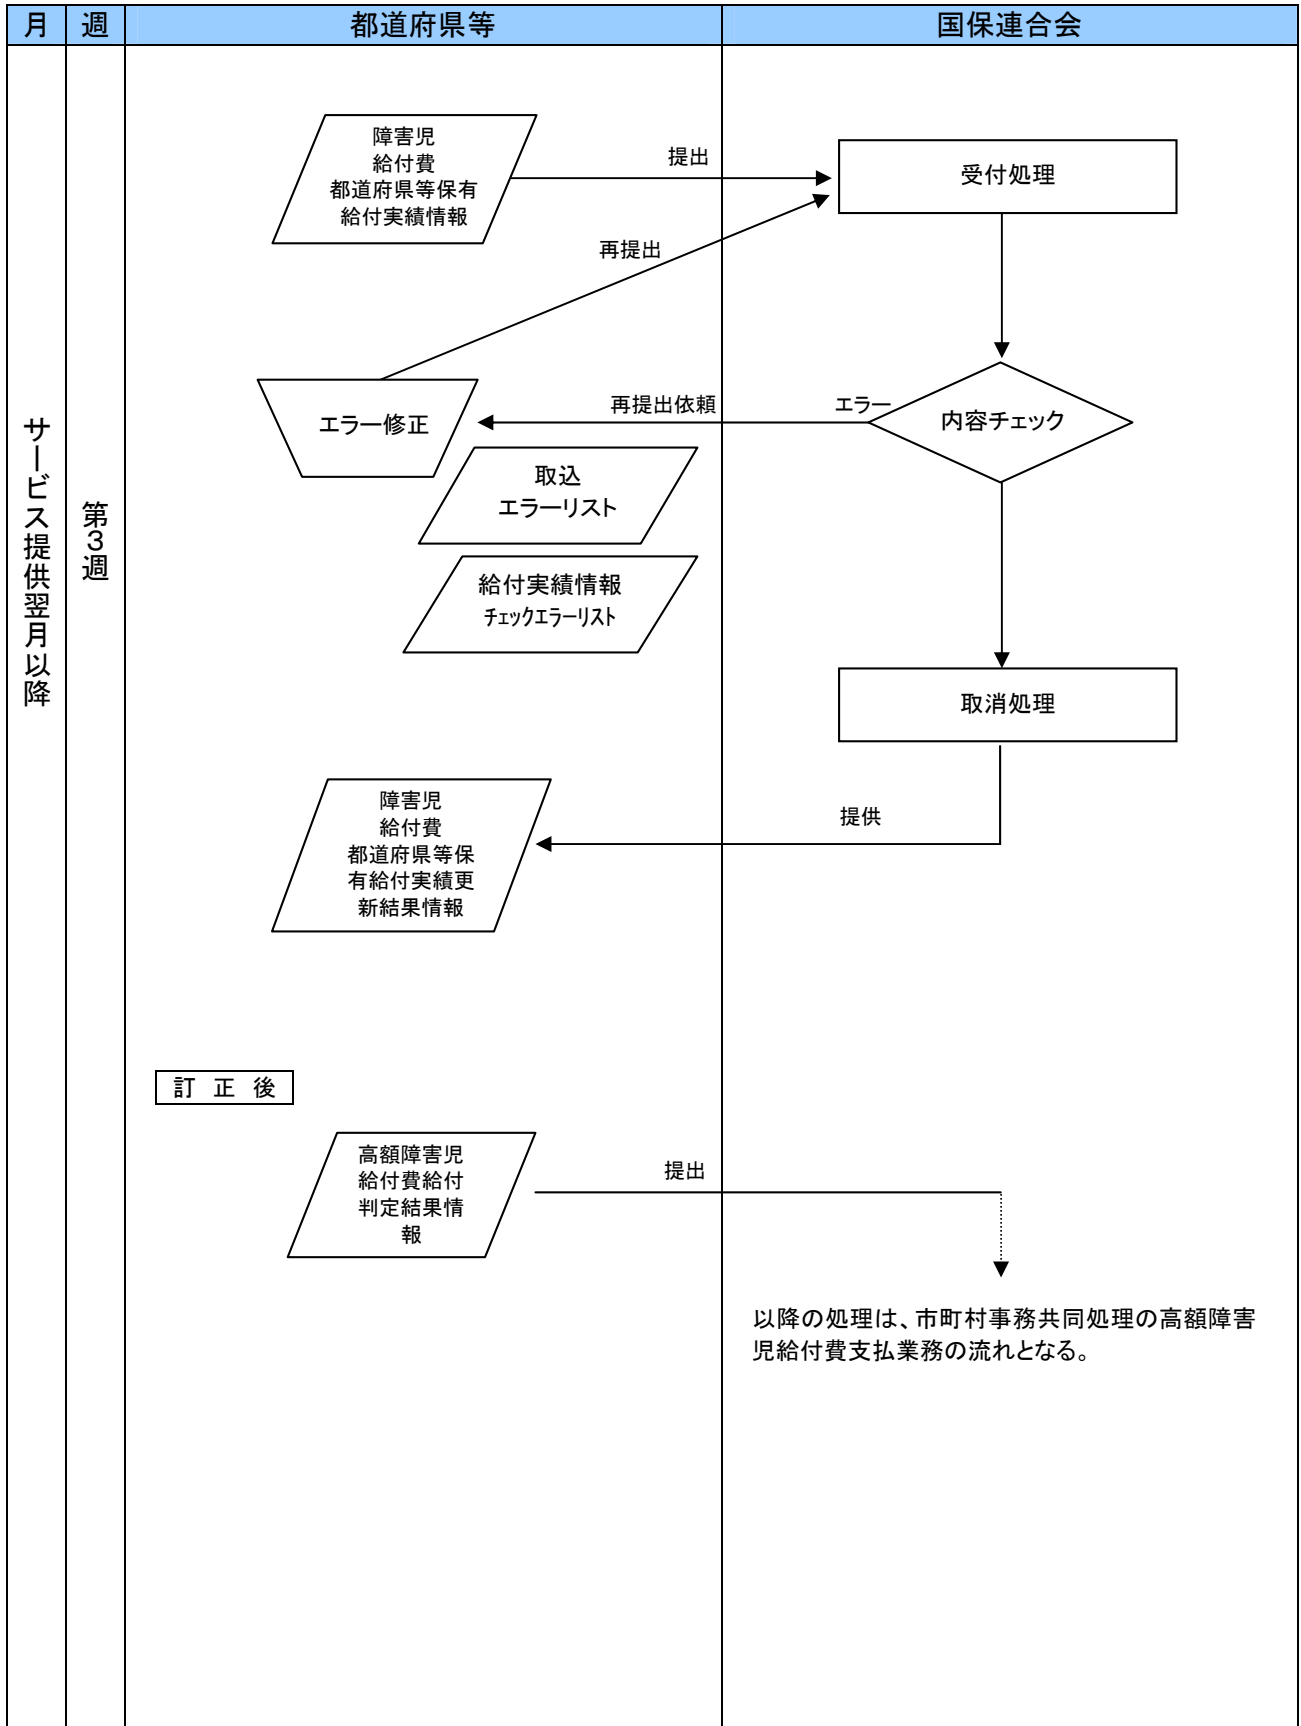 月
週
都道府県等
国保連合会
サービス提供翌月以降
第3週
障害児
給付費
都道府県等保有
給付実績情報
提出
受付処理
再提出
エラー修正
再提出依頼
エラー
内容チェック
取込
エラーリスト
給付実績情報
ﾁｪｯｸｴﾗｰﾘｽﾄ
取消処理
障害児
給付費
都道府県等保
有給付実績更
新結果情報
提供
訂 正 後
高額障害児
給付費給付
判定結果情
報
提出
以降の処理は、市町村事務共同処理の高額障害
児給付費支払業務の流れとなる。